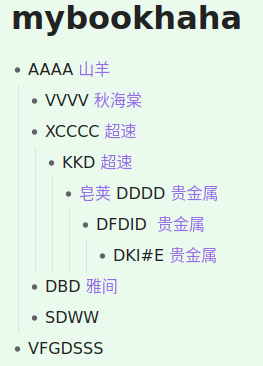 mybookhaha
AAAA 山羊
VVVV 秋海棠
XCCCC 超速
KKD 超速
皂荚 DDDD 贵金属
DFDID 贵金属
DKI#E 贵金属
DBD 雅间
SDWW
VFGDSSS